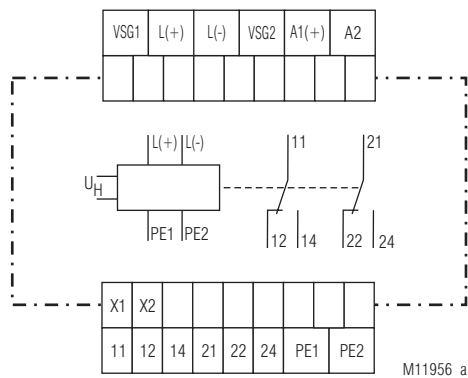 VSG1 L(+) L(-) VSG2 A1(+) A2
L(+) L(-) 11 21
UH
PE1 PE2 12 14 22 24
X1 X2
11 12 14 21 22 24 PE1 PE2
M11956_a